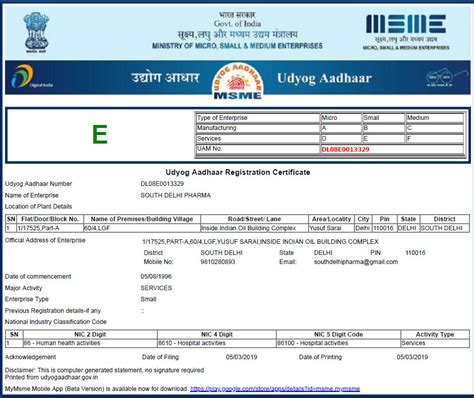 भारत सरकार
Govt. of India
सूक्ष्म, लघु और मध्यम उद्यम मंत्रालय
MINISTRY OF MICRO, SMALL & MEDIUM ENTERPRISES
MSME
MICRO, SMALL & MEDIUM ENTERPRISES
सूक्ष्म, लघु एवं मध्यम उद्यम
Digital India
उद्योग आधार
UDYOG AADHAAR
MSME
Udyog Aadhaar
E
Type of Enterprise Micro Small Medium
Manufacturing A B C
Services D E F
UAM No. DL08E0013329
Udyog Aadhaar Registration Certificate
Udyog Aadhaar Number DL08E0013329
Name of Enterprise SOUTH DELHI PHARMA
Location of Plant Details
SN Flat/Door/Block No. Name of Premises/Building Village Road/Street/ Lane Area/Locality City Pin State District
1 1/17525,Part-A 60/4,LGF Inside Indian Oil Building Complex Yusuf Sarai Delhi 110016 DELHI SOUTH DELHI
Official Address of Enterprise 1/17525,PART-A,60/4,LGF,YUSUF SARAI,INSIDE INDIAN OIL BUILDING COMPLEX
District SOUTH DELHI State DELHI PIN 110016
Mobile No: 9810280893 Email: southdelhipharma@gmail.com
Date of commencement 05/08/1996
Major Activity SERVICES
Enterprise Type Small
Previous Registration details-if any ::
National Industry Classification Code
SN NIC 2 Digit NIC 4 Digit NIC 5 Digit Code Activity Type
1 86 - Human health activities 8610 - Hospital activities 86100 - Hospital activities Services
Acknowledgement Date of Filing 05/03/2019 Date of Printing 05/03/2019
Disclaimer: This is computer generated statement, no signature required.
Printed from udyogaadhaar.gov.in
MyMsme Mobile App (Beta Version) is available now for download. https://play.google.com/store/apps/details?id=msme.mymsme